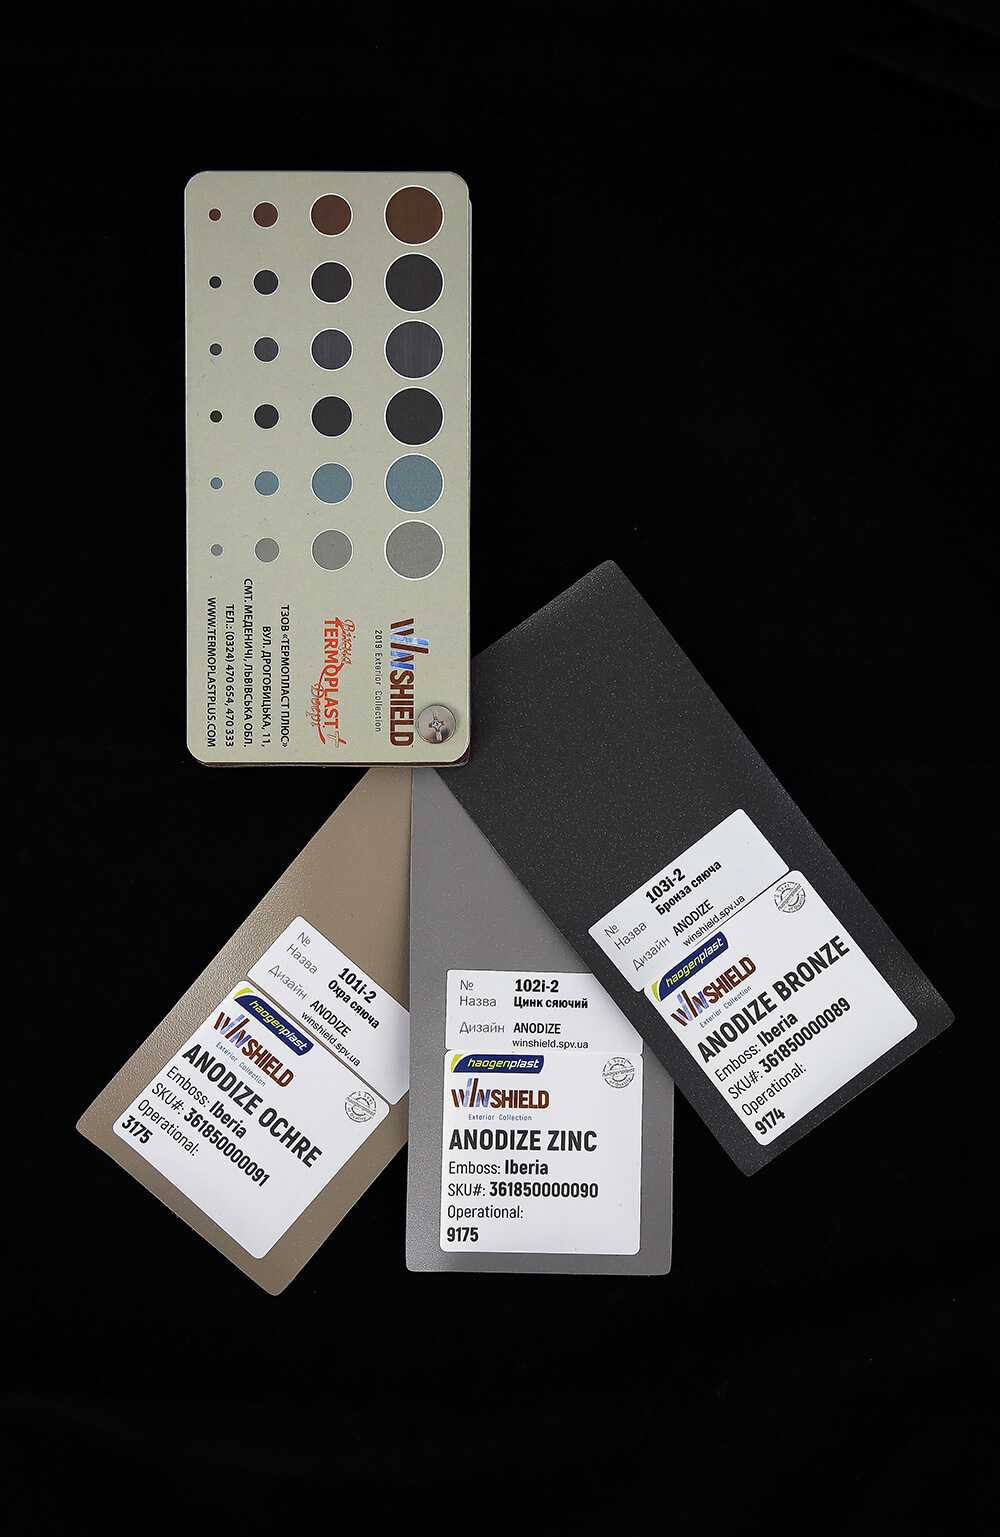 WINSHIELD
2019 Exterior Collection
Вікна
TERMOPLAST +
Двері
ТЗОВ «ТЕРМОПЛАСТ ПЛЮС»
ВУЛ. ДРОГОБИЦЬКА, 11,
СМТ. МЕДЕНИЧІ, ЛЬВІВСЬКА ОБЛ.
ТЕЛ.: (0324) 470 654, 470 333
WWW.TERMOPLASTPLUS.COM
№ 101i-2
Назва Охра сяюча
Дизайн ANODIZE
winshield.spv.ua
haogenplast
WINSHIELD
Exterior Collection
ANODIZE OCHRE
Emboss: Iberia
SKU#: 361850000091
Operational:
3175
№ 102i-2
Назва Цинк сяючий
Дизайн ANODIZE
winshield.spv.ua
haogenplast
haogenplast
WINSHIELD
Exterior Collection
ANODIZE ZINC
Emboss: Iberia
SKU#: 361850000090
Operational:
9175
№ 103i-2
Назва Бронза сяюча
Дизайн ANODIZE
winshield.spv.ua
haogenplast
WINSHIELD
Exterior Collection
ANODIZE BRONZE
Emboss: Iberia
SKU#: 361850000089
Operational:
9174